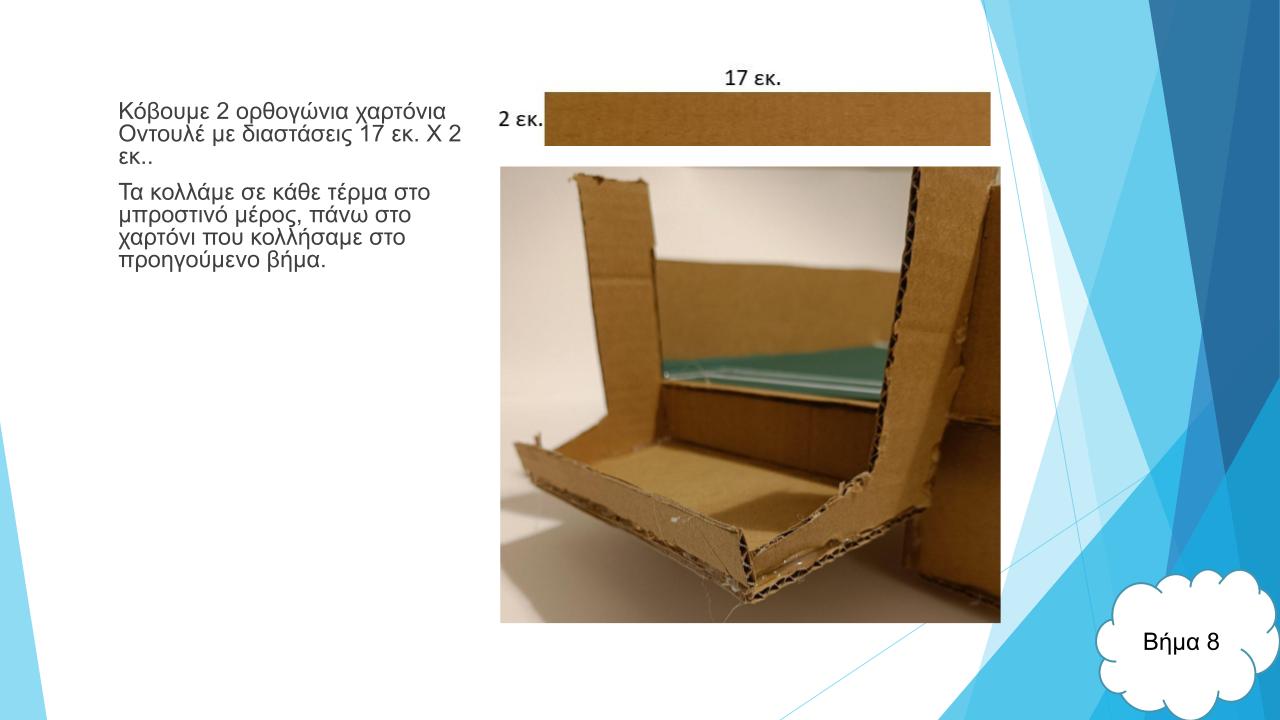 17 εκ.
Κόβουμε 2 ορθογώνια χαρτόνια
Οντουλέ με διαστάσεις 17 εκ. Χ 2
εκ..
2 εκ.
Τα κολλάμε σε κάθε τέρμα στο
μπροστινό μέρος, πάνω στο
χαρτόνι που κολλήσαμε στο
προηγούμενο βήμα.
Βήμα 8